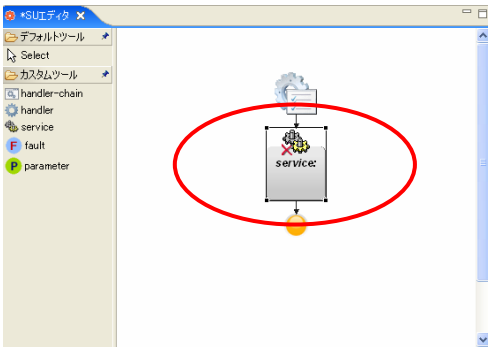 *SUエディタ
デフォルトツール
Select
カスタムツール
handler-chain
handler
service
F fault
P parameter
service: